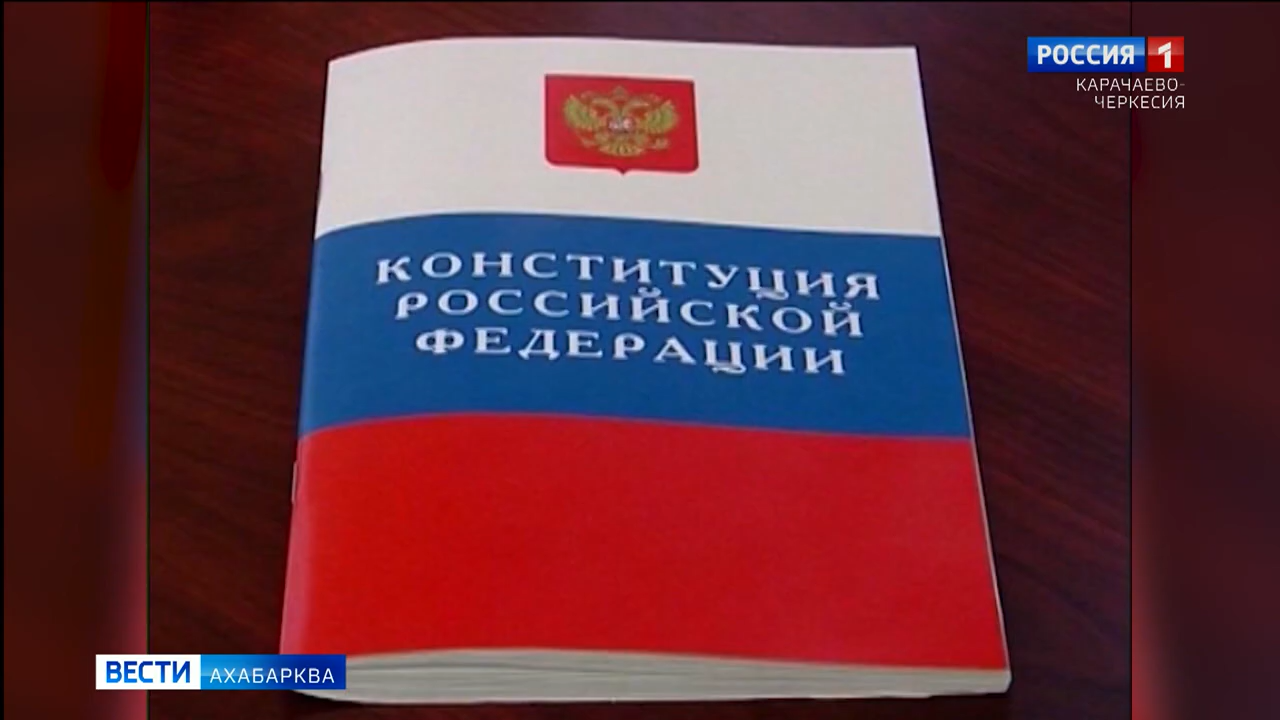 РОССИЯ 1
КАРАЧАЕВО-
ЧЕРКЕСИЯ
КОНСТИТУЦИЯ
РОССИЙСКОЙ
ФЕДЕРАЦИИ
ВЕСТИ АХАБАРКВА